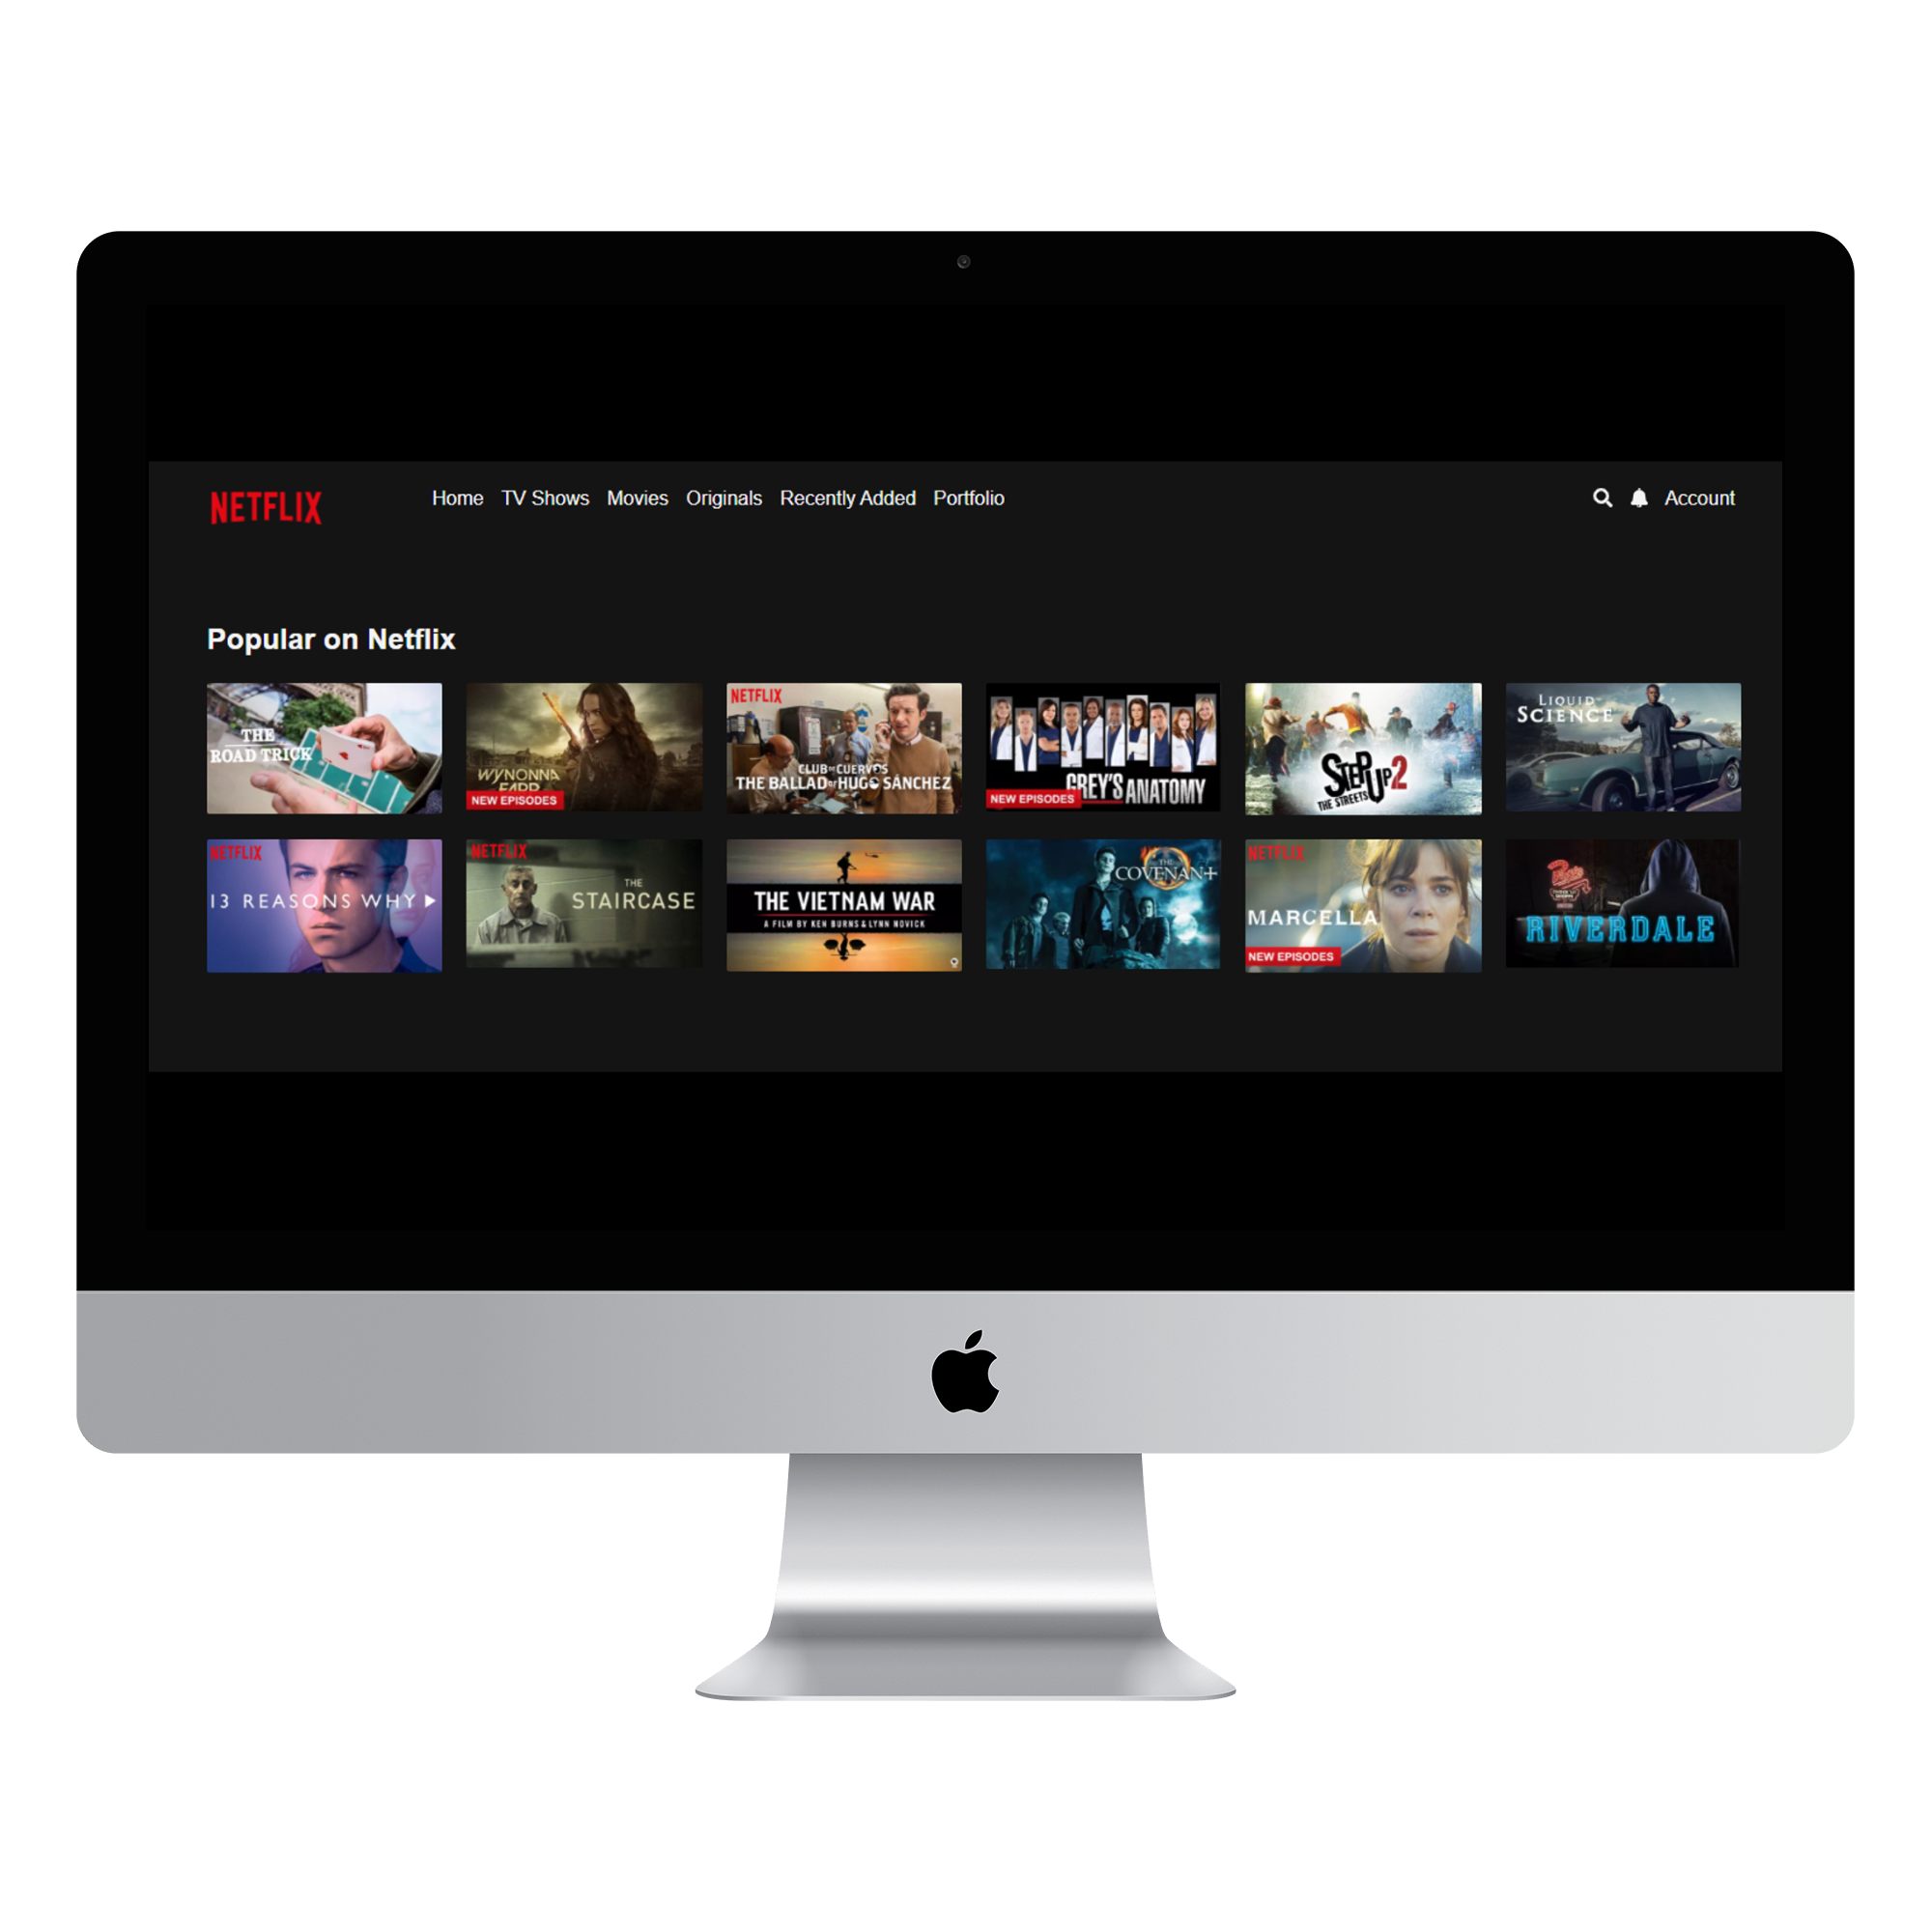 NETFLIX
Home TV Shows Movies Originals Recently Added Portfolio
Account
Popular on Netflix
THE
ROAD TRICK
WYNONNA
EARP
NEW EPISODES
NETFLIX
CLUB DE CUERVOS
THE BALLAD OF HUGO SÁNCHEZ
GREY'S ANATOMY
NEW EPISODES
STEP UP 2
THE STREETS
LIQUID
SCIENCE
NETFLIX
13 REASONS WHY
NETFLIX
THE
STAIRCASE
THE VIETNAM WAR
A FILM BY KEN BURNS & LYNN NOVICK
THE
COVENANT
NETFLIX
MARCELLA
NEW EPISODES
RIVERDALE